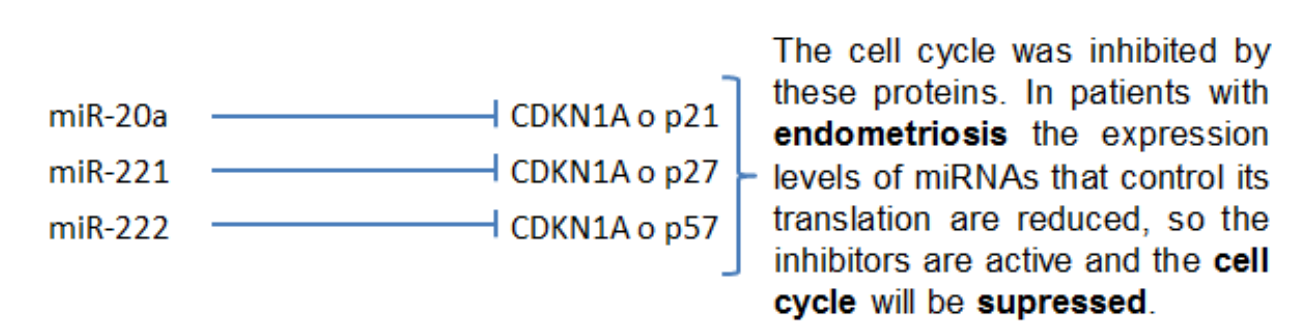 miR-20a CDKN1A o p21
miR-221 CDKN1A o p27
miR-222 CDKN1A o p57
The cell cycle was inhibited by
these proteins. In patients with
endometriosis the expression
levels of miRNAs that control its
translation are reduced, so the
inhibitors are active and the cell
cycle will be supressed.